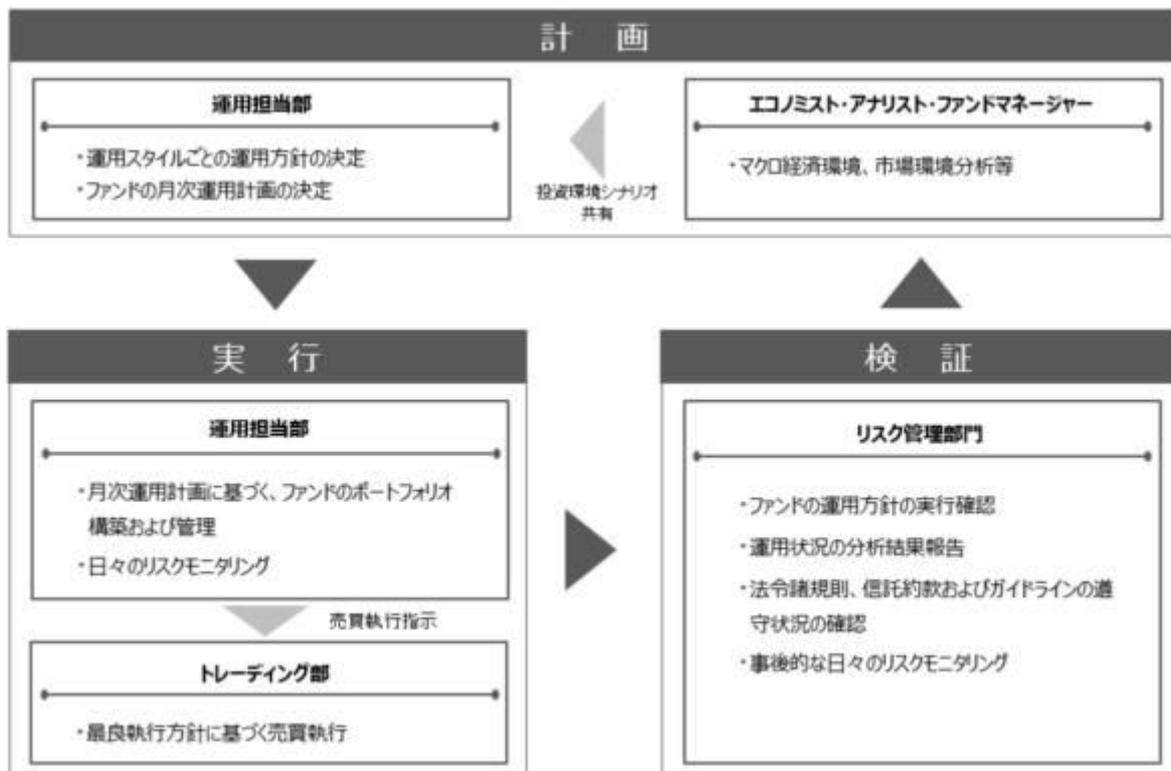 計 画
運用担当部
・運用スタイルごとの運用方針の決定
・ファンドの月次運用計画の決定
投資環境シナリオ
共有
エコノミスト・アナリスト・ファンドマネージャー
・マクロ経済環境、市場環境分析等
実 行
運用担当部
・月次運用計画に基づく、ファンドのポートフォリオ
構築および管理
・日々のリスクモニタリング
売買執行指示
トレーディング部
・最良執行方針に基づく売買執行
検 証
リスク管理部門
・ファンドの運用方針の実行確認
・運用状況の分析結果報告
・法令諸規則、信託約款およびガイドラインの遵
守状況の確認
・事後的な日々のリスクモニタリング